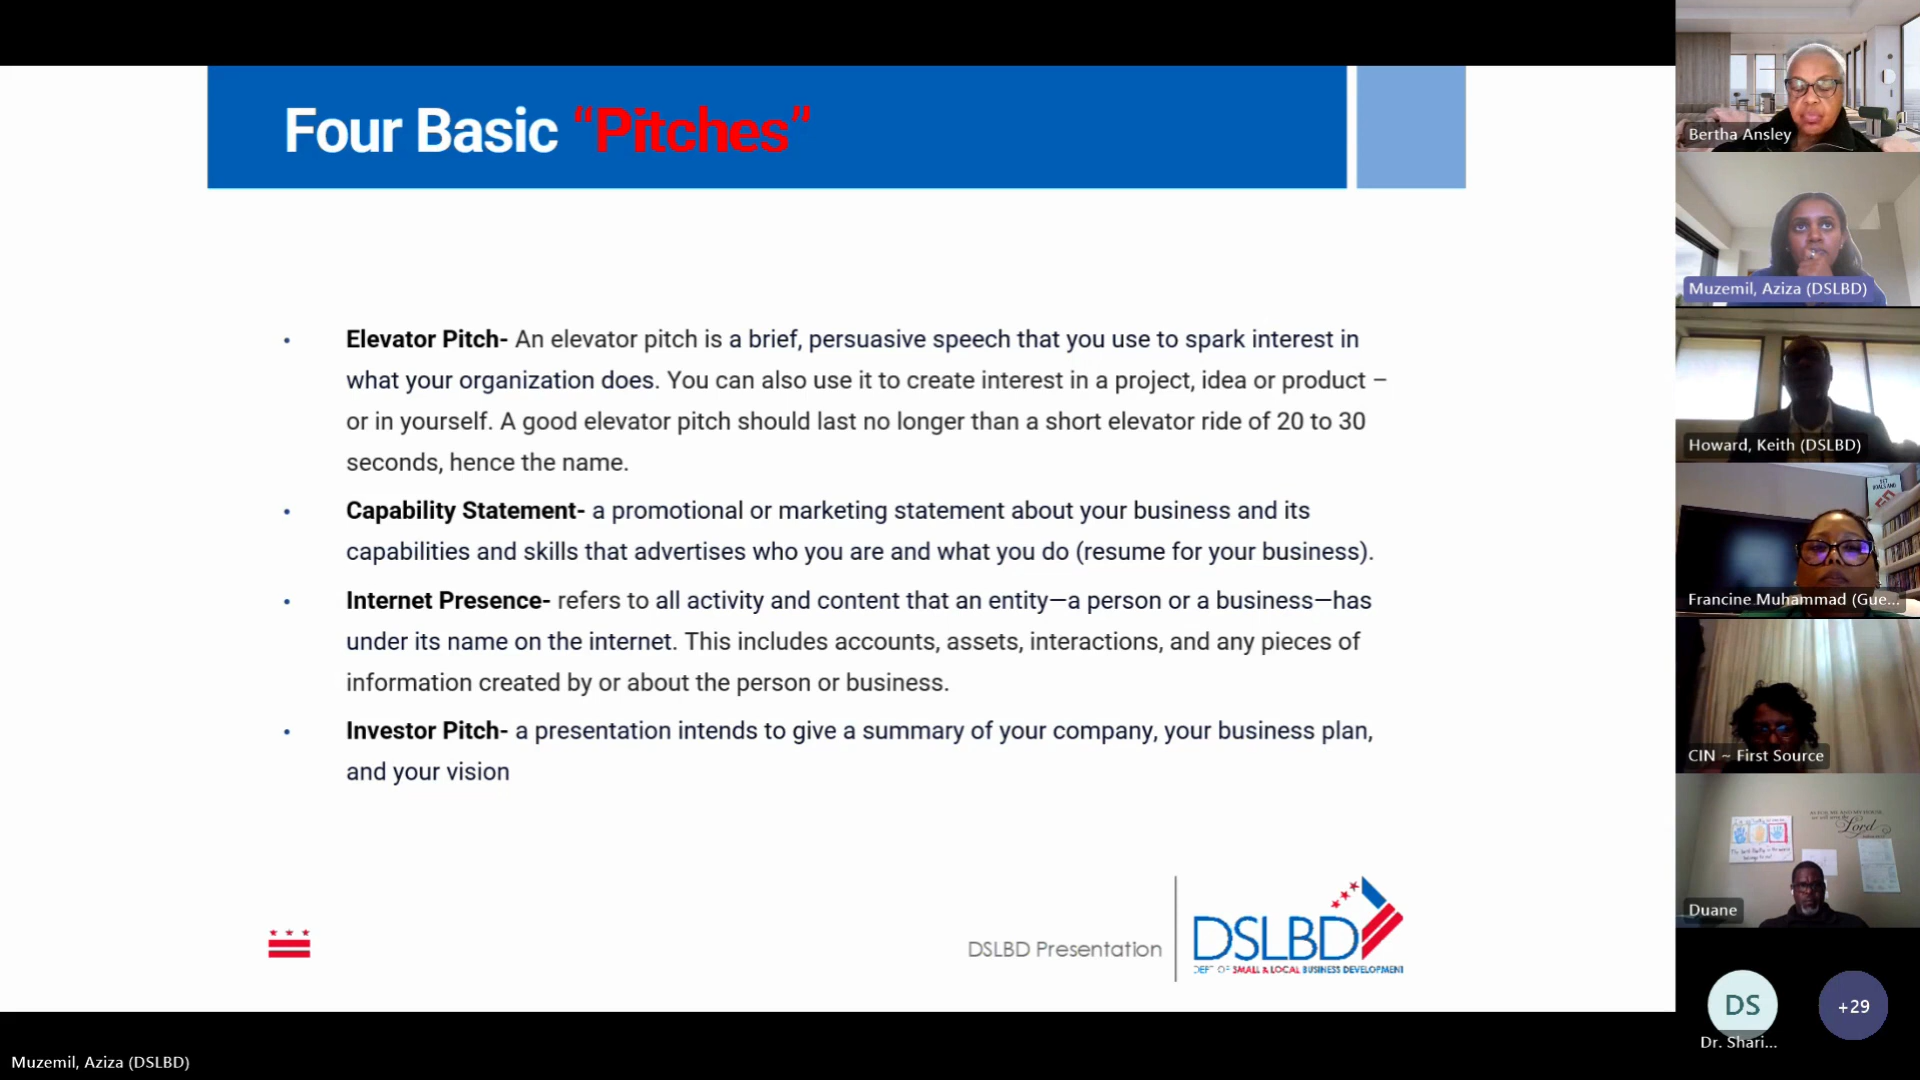 Four Basic “Pitches”
• Elevator Pitch- An elevator pitch is a brief, persuasive speech that you use to spark interest in
what your organization does. You can also use it to create interest in a project, idea or product –
or in yourself. A good elevator pitch should last no longer than a short elevator ride of 20 to 30
seconds, hence the name.
• Capability Statement- a promotional or marketing statement about your business and its
capabilities and skills that advertises who you are and what you do (resume for your business).
• Internet Presence- refers to all activity and content that an entity—a person or a business—has
under its name on the internet. This includes accounts, assets, interactions, and any pieces of
information created by or about the person or business.
• Investor Pitch- a presentation intends to give a summary of your company, your business plan,
and your vision
DSLBD Presentation
DSLBD
DEPT OF SMALL & LOCAL BUSINESS DEVELOPMENT
Bertha Ansley
Muzemil, Aziza (DSLBD)
Howard, Keith (DSLBD)
Francine Muhammad (Gue...
CIN ~ First Source
Lord
Duane
DS
+29
Dr. Shari...
Muzemil, Aziza (DSLBD)